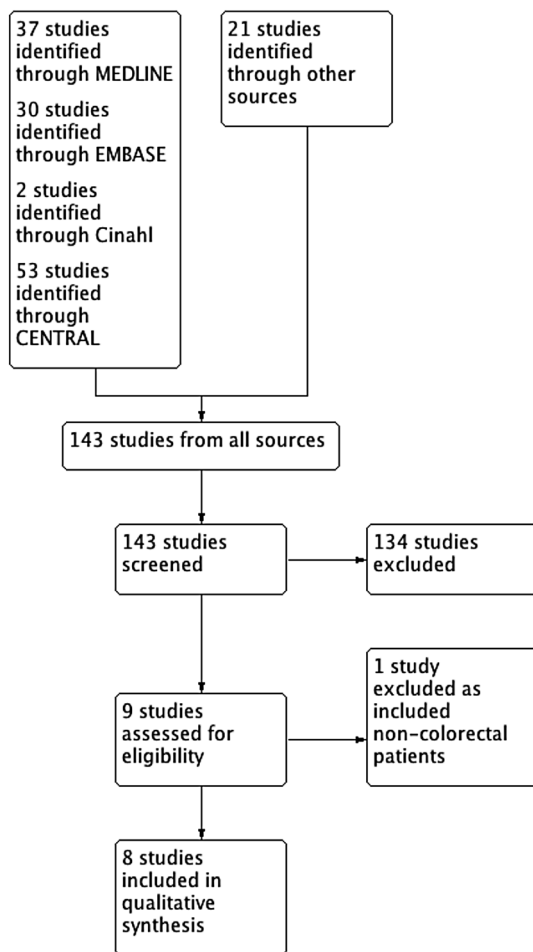 37 studies
identified
through MEDLINE
30 studies
identified
through EMBASE
2 studies
identified
through Cinahl
53 studies
identified
through
CENTRAL
21 studies
identified
through other
sources
143 studies from all sources
143 studies
screened
134 studies
excluded
9 studies
assessed for
eligibility
1 study
excluded as
included
non-colorectal
patients
8 studies
included in
qualitative
synthesis